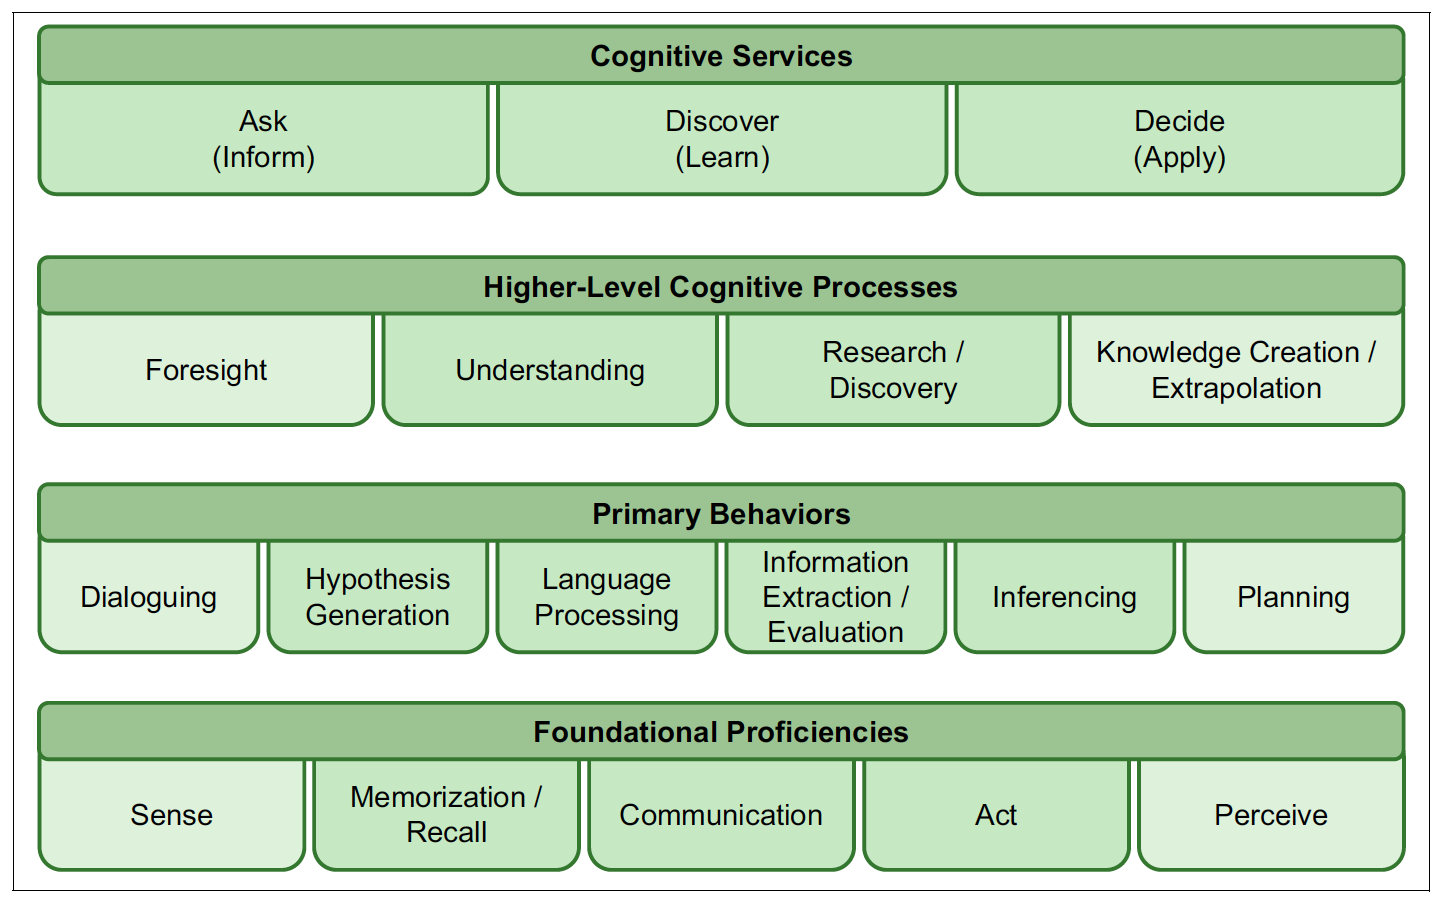 Cognitive Services
Ask
(Inform)
Discover
(Learn)
Decide
(Apply)
Higher-Level Cognitive Processes
Foresight
Understanding
Research /
Discovery
Knowledge Creation /
Extrapolation
Primary Behaviors
Dialoguing
Hypothesis
Generation
Language
Processing
Information
Extraction /
Evaluation
Inferencing
Planning
Foundational Proficiencies
Sense
Memorization /
Recall
Communication
Act
Perceive